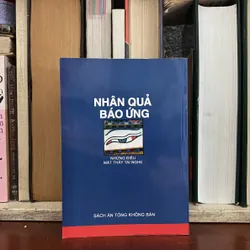 NHÂN QUẢ
BÁO ỨNG
NHỮNG ĐIỀU
MẮT THẤY TAI NGHE
SÁCH ẤN TỐNG KHÔNG BÁN